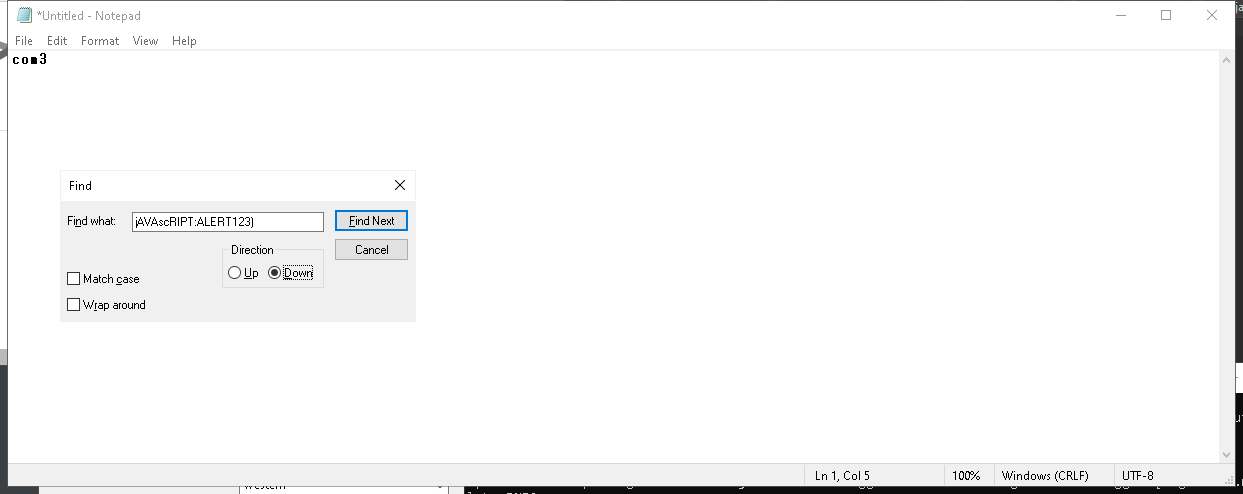 *Untitled - Notepad
File Edit Format View Help
com3
Find
Find what: jAVAscRIPT:ALERT123)
Find Next
Direction
Cancel
Up Down
Match case
Wrap around
Ln 1, Col 5 100% Windows (CRLF) UTF-8